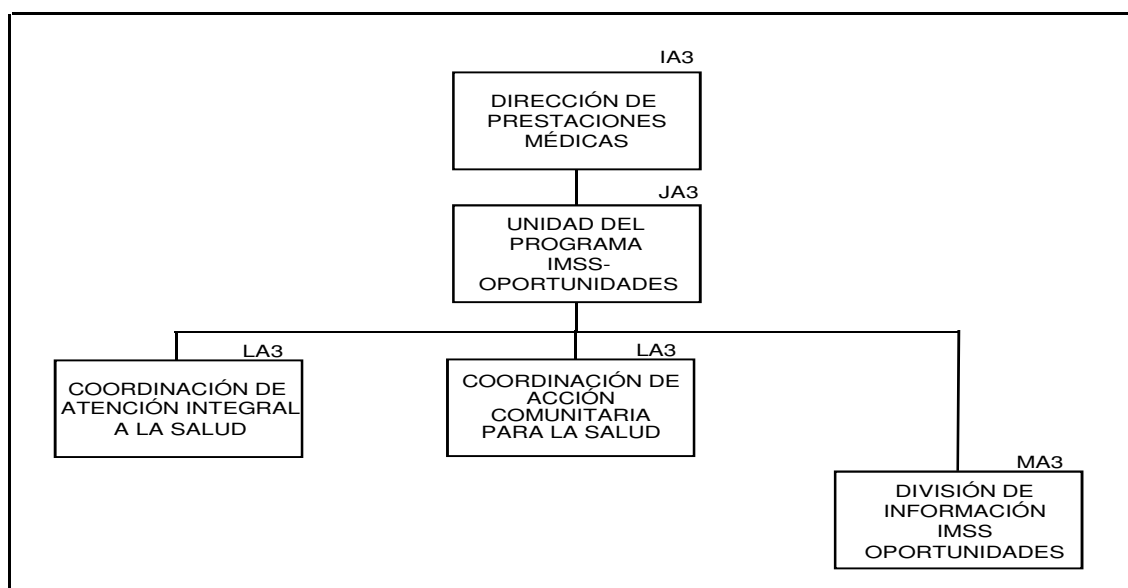 IA3
DIRECCIÓN DE
PRESTACIONES
MÉDICAS
JA3
UNIDAD DEL
PROGRAMA
IMSS-
OPORTUNIDADES
LA3
COORDINACIÓN DE
ATENCIÓN INTEGRAL
A LA SALUD
LA3
COORDINACIÓN DE
ACCIÓN
COMUNITARIA
PARA LA SALUD
MA3
DIVISIÓN DE
INFORMACIÓN
IMSS
OPORTUNIDADES